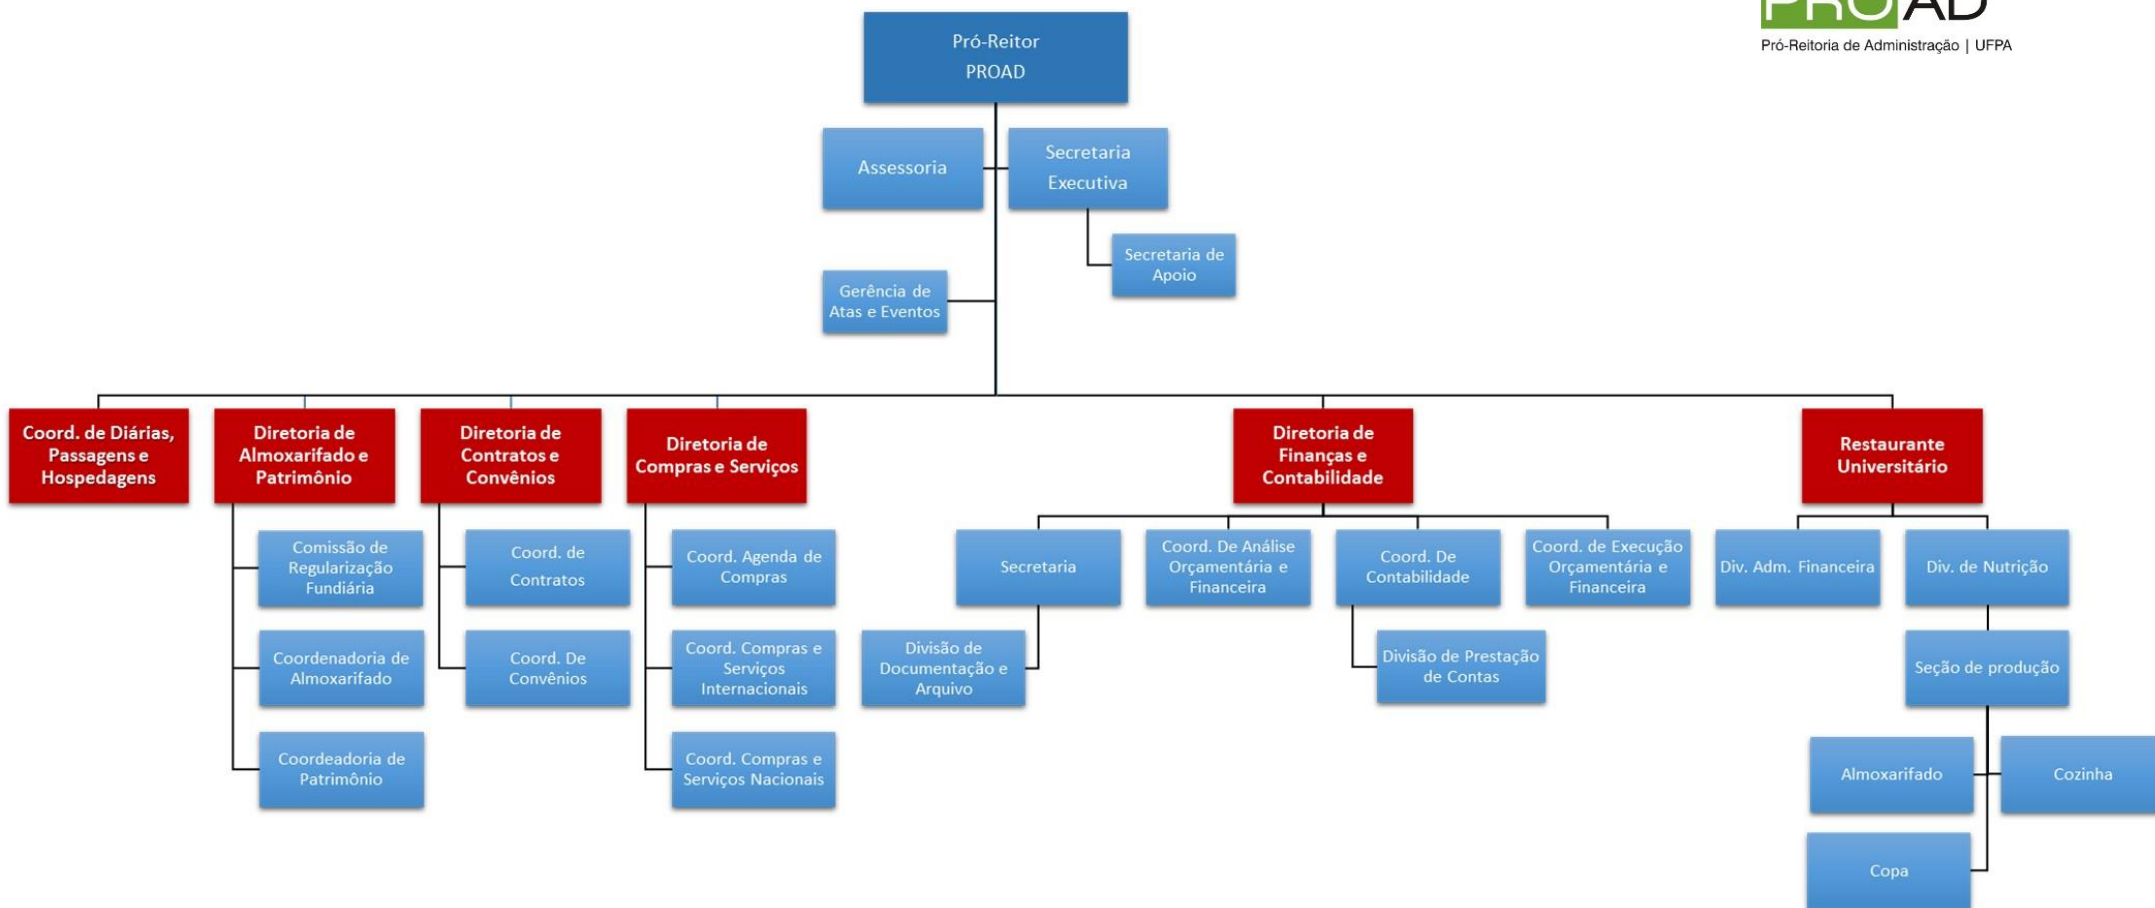 PROAD
Pró-Reitoria de Administração | UFPA
Pró-Reitor
PROAD
Assessoria
Secretaria
Executiva
Secretaria de
Apoio
Gerência de
Atas e Eventos
Coord. de Diárias,
Passagens e
Hospedagens
Diretoria de
Almoxarifado e
Patrimônio
Diretoria de
Contratos e
Convênios
Diretoria de
Compras e Serviços
Diretoria de
Finanças e
Contabilidade
Restaurante
Universitário
Comissão de
Regularização
Fundiária
Coordenadoria de
Almoxarifado
Coordeadoria de
Patrimônio
Coord. de
Contratos
Coord. De
Convênios
Coord. Agenda de
Compras
Coord. Compras e
Serviços
Internacionais
Coord. Compras e
Serviços Nacionais
Secretaria
Divisão de
Documentação e
Arquivo
Coord. De Análise
Orçamentária e
Financeira
Coord. De
Contabilidade
Divisão de Prestação
de Contas
Coord. de Execução
Orçamentária e
Financeira
Div. Adm. Financeira
Div. de Nutrição
Seção de produção
Almoxarifado
Cozinha
Copa